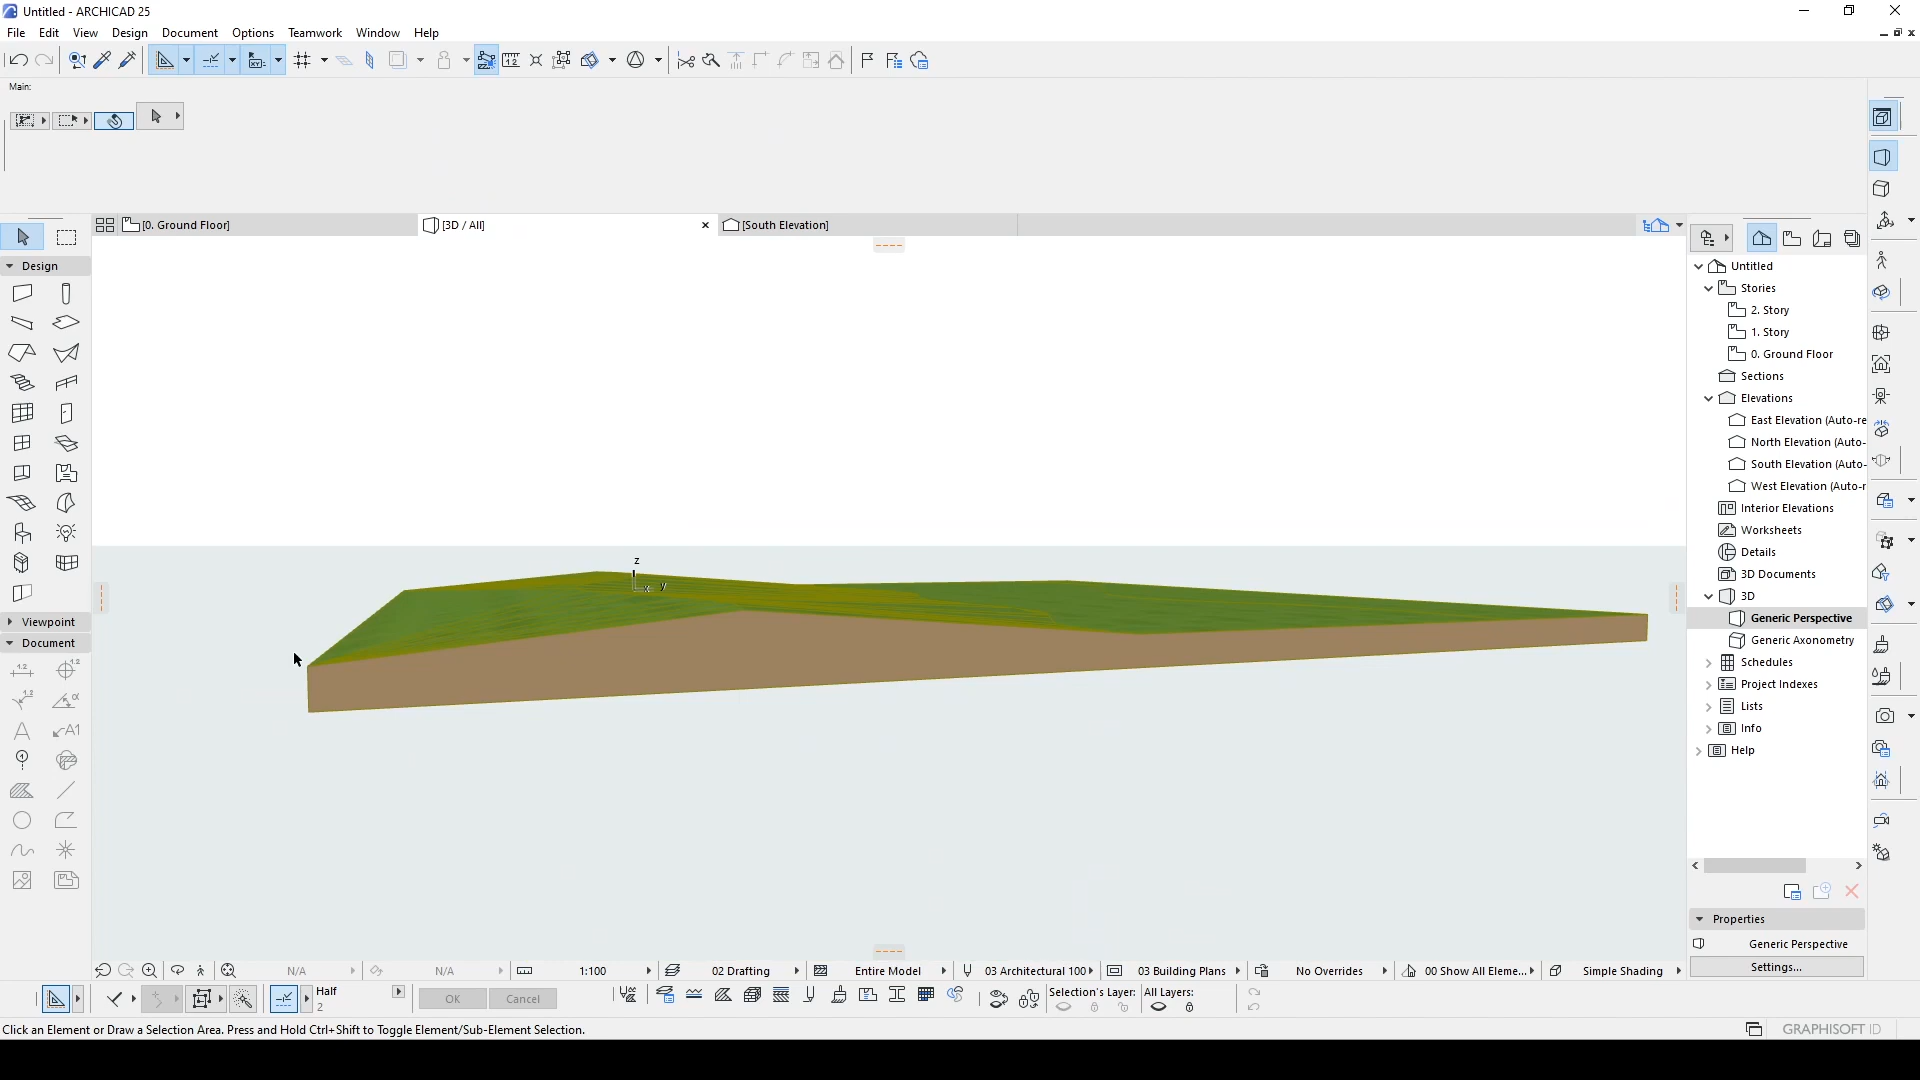 Untitled - ARCHICAD 25
File Edit View Design Document Options Teamwork Window Help
Main:
[0. Ground Floor] [3D / All] [South Elevation]
Design
Viewpoint
Document
z
x y
Untitled
Stories
2. Story
1. Story
0. Ground Floor
Sections
Elevations
East Elevation (Auto-re
North Elevation (Auto-
South Elevation (Auto-
West Elevation (Auto-r
Interior Elevations
Worksheets
Details
3D Documents
3D
Generic Perspective
Generic Axonometry
Schedules
Project Indexes
Lists
Info
Help
Properties
Generic Perspective
Settings...
N/A N/A 1:100 02 Drafting Entire Model 03 Architectural 100 03 Building Plans No Overrides 00 Show All Eleme... Simple Shading
Half
2
OK Cancel
Selection's Layer: All Layers:
Click an Element or Draw a Selection Area. Press and Hold Ctrl+Shift to Toggle Element/Sub-Element Selection.
GRAPHISOFT ID